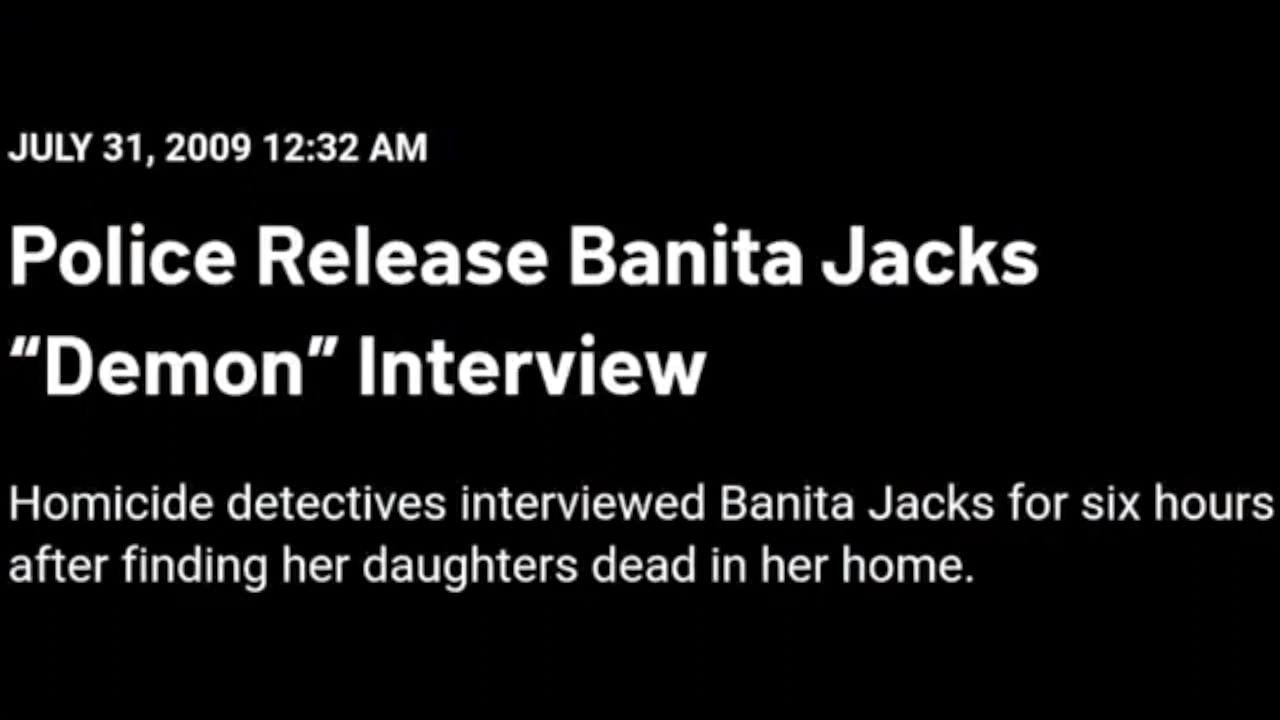 JULY 31, 2009 12:32 AM
Police Release Banita Jacks
“Demon” Interview
Homicide detectives interviewed Banita Jacks for six hours
after finding her daughters dead in her home.